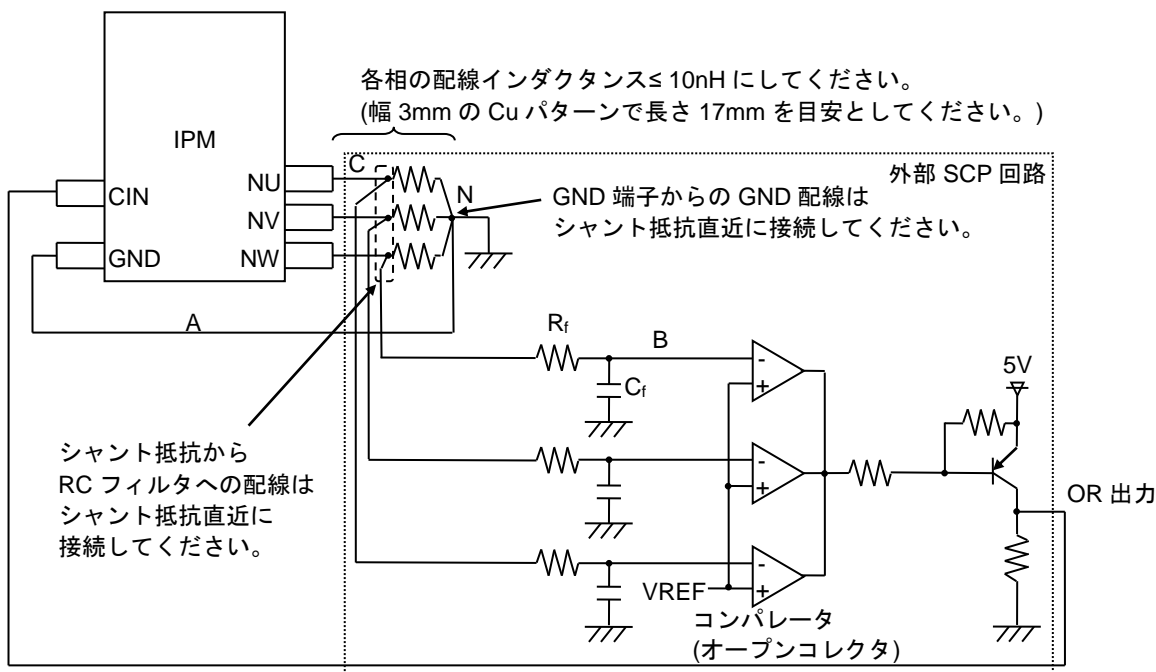 各相の配線インダクタンス≤ 10nH にしてください。
(幅 3mm の Cu パターンで長さ 17mm を目安としてください。)
IPM
CIN
GND
NU
NV
NW
C
N
A
外部 SCP 回路
GND 端子からの GND 配線は
シャント抵抗直近に接続してください。
Rf
B
Cf
-
+
5V
シャント抵抗から
RC フィルタへの配線は
シャント抵抗直近に
接続してください。
-
+
OR 出力
-
+
VREF
コンパレータ
(オープンコレクタ)